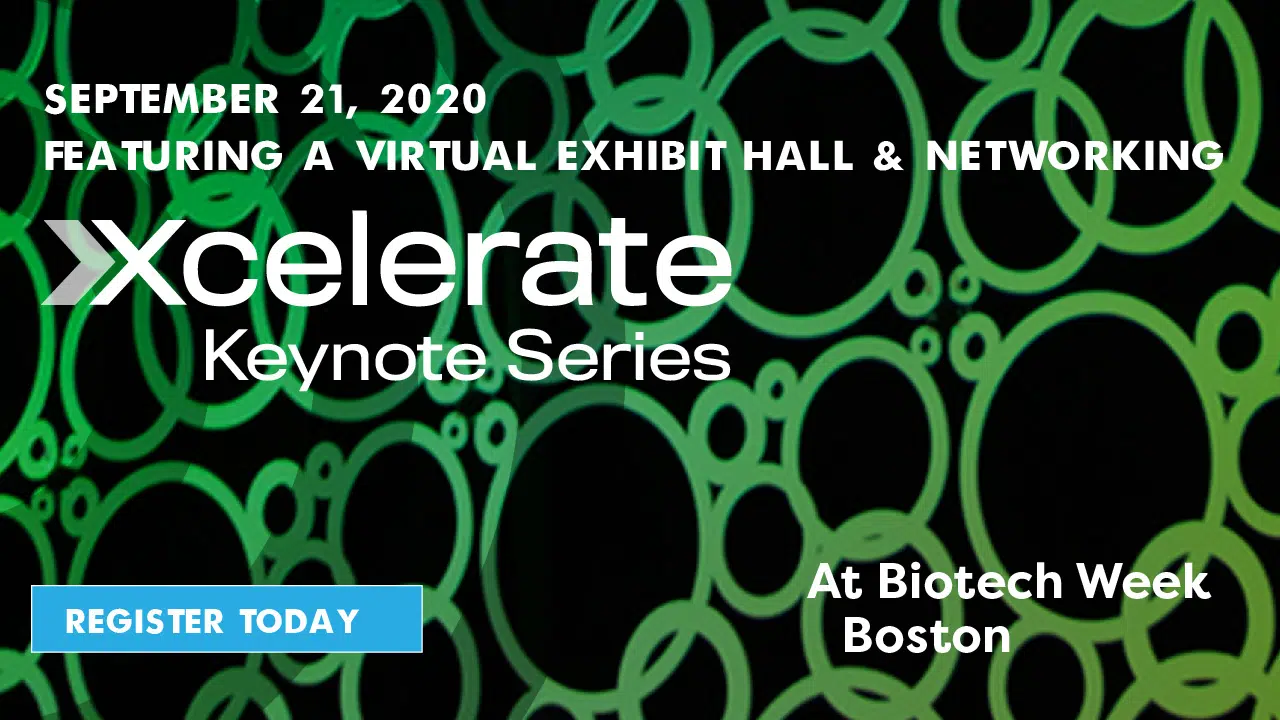 SEPTEMBER 21, 2020
FEATURING A VIRTUAL EXHIBIT HALL & NETWORKING
Xcelerate
Keynote Series
REGISTER TODAY
At Biotech Week
Boston